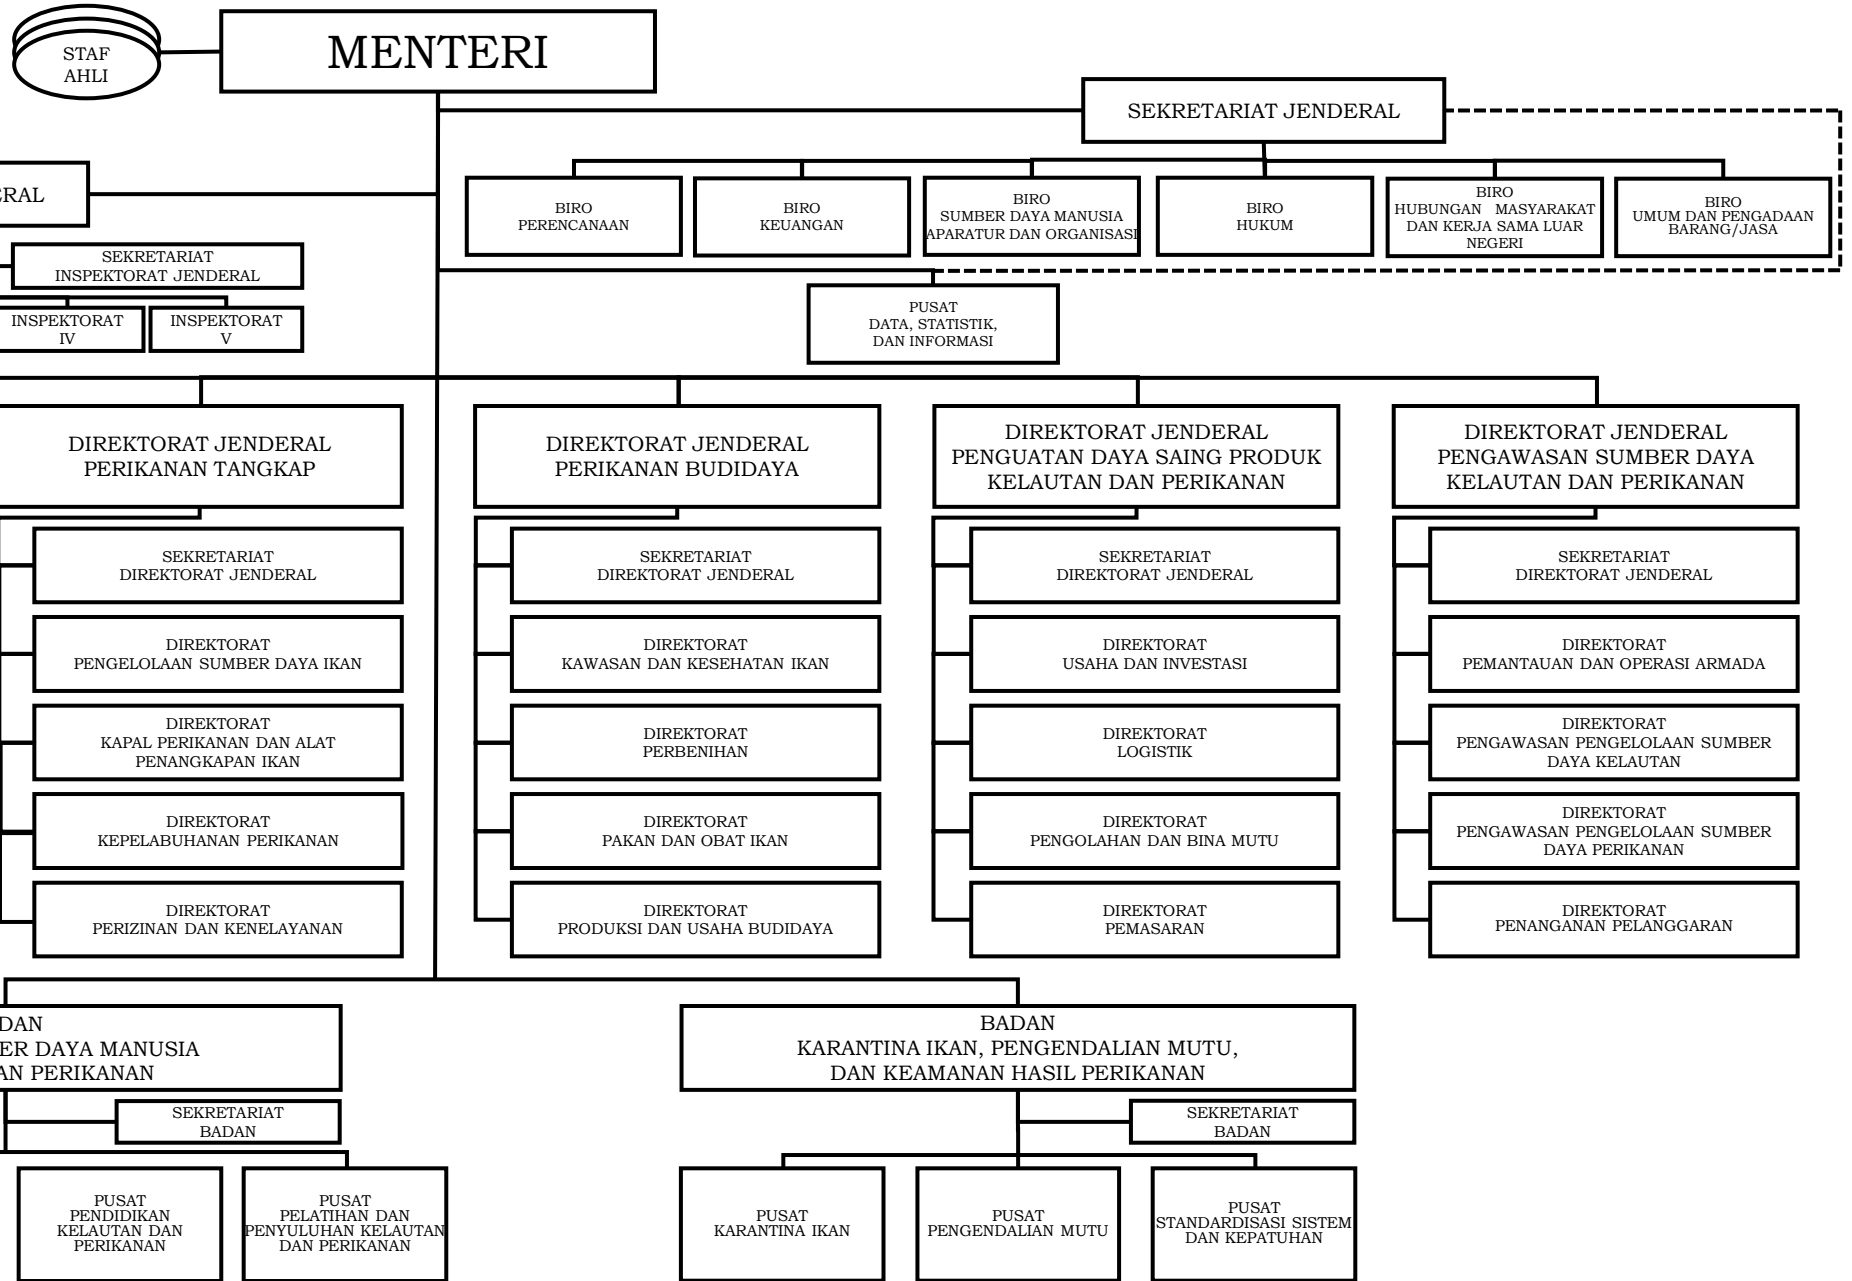 STAF
AHLI
MENTERI
SEKRETARIAT JENDERAL
BIRO
PERENCANAAN
BIRO
KEUANGAN
BIRO
SUMBER DAYA MANUSIA
APARATUR DAN ORGANISASI
BIRO
HUKUM
BIRO
HUBUNGAN MASYARAKAT
DAN KERJA SAMA LUAR
NEGERI
BIRO
UMUM DAN PENGADAAN
BARANG/JASA
ERAL
SEKRETARIAT
INSPEKTORAT JENDERAL
INSPEKTORAT
IV
INSPEKTORAT
V
PUSAT
DATA, STATISTIK,
DAN INFORMASI
DIREKTORAT JENDERAL
PERIKANAN TANGKAP
SEKRETARIAT
DIREKTORAT JENDERAL
DIREKTORAT
PENGELOLAAN SUMBER DAYA IKAN
DIREKTORAT
KAPAL PERIKANAN DAN ALAT
PENANGKAPAN IKAN
DIREKTORAT
KEPELABUHANAN PERIKANAN
DIREKTORAT
PERIZINAN DAN KENELAYANAN
DIREKTORAT JENDERAL
PERIKANAN BUDIDAYA
SEKRETARIAT
DIREKTORAT JENDERAL
DIREKTORAT
KAWASAN DAN KESEHATAN IKAN
DIREKTORAT
PERBENIHAN
DIREKTORAT
PAKAN DAN OBAT IKAN
DIREKTORAT
PRODUKSI DAN USAHA BUDIDAYA
DIREKTORAT JENDERAL
PENGUATAN DAYA SAING PRODUK
KELAUTAN DAN PERIKANAN
SEKRETARIAT
DIREKTORAT JENDERAL
DIREKTORAT
USAHA DAN INVESTASI
DIREKTORAT
LOGISTIK
DIREKTORAT
PENGOLAHAN DAN BINA MUTU
DIREKTORAT
PEMASARAN
DIREKTORAT JENDERAL
PENGAWASAN SUMBER DAYA
KELAUTAN DAN PERIKANAN
SEKRETARIAT
DIREKTORAT JENDERAL
DIREKTORAT
PEMANTAUAN DAN OPERASI ARMADA
DIREKTORAT
PENGAWASAN PENGELOLAAN SUMBER
DAYA KELAUTAN
DIREKTORAT
PENGAWASAN PENGELOLAAN SUMBER
DAYA PERIKANAN
DIREKTORAT
PENANGANAN PELANGGARAN
DAN
ER DAYA MANUSIA
AN PERIKANAN
SEKRETARIAT
BADAN
PUSAT
PENDIDIKAN
KELAUTAN DAN
PERIKANAN
PUSAT
PELATIHAN DAN
PENYULUHAN KELAUTAN
DAN PERIKANAN
BADAN
KARANTINA IKAN, PENGENDALIAN MUTU,
DAN KEAMANAN HASIL PERIKANAN
SEKRETARIAT
BADAN
PUSAT
KARANTINA IKAN
PUSAT
PENGENDALIAN MUTU
PUSAT
STANDARDISASI SISTEM
DAN KEPATUHAN